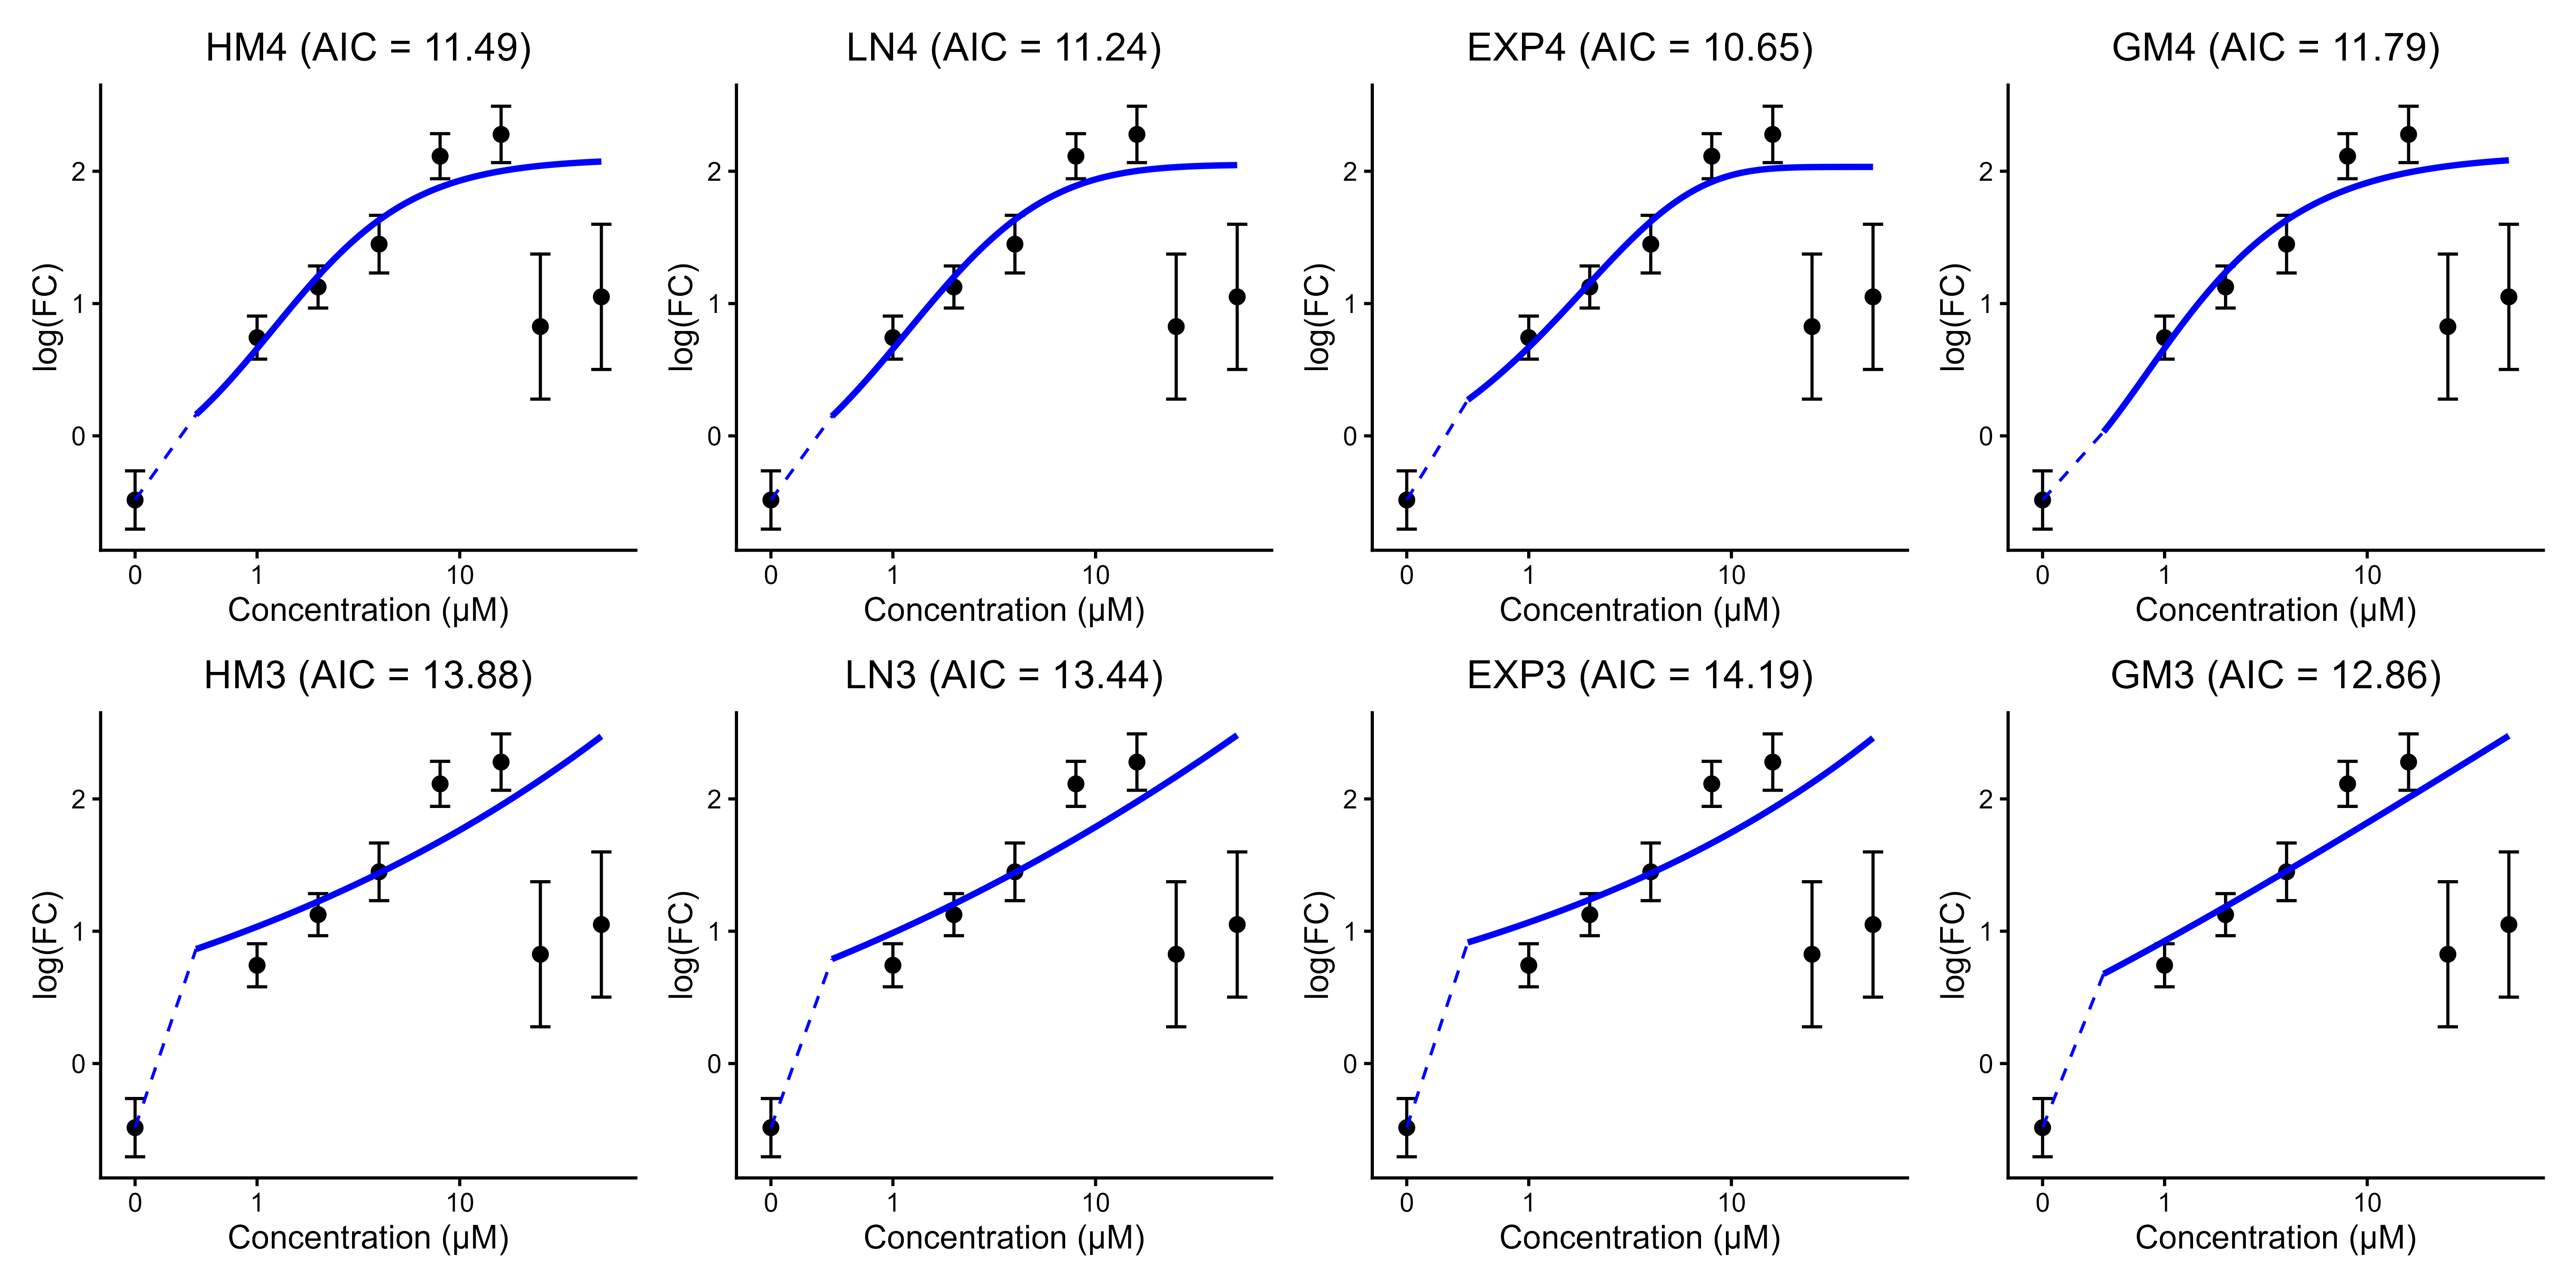 HM4 (AIC = 11.49)
log(FC)
2
1
0
0 1 10
Concentration (µM)
LN4 (AIC = 11.24)
log(FC)
2
1
0
0 1 10
Concentration (µM)
EXP4 (AIC = 10.65)
log(FC)
2
1
0
0 1 10
Concentration (µM)
GM4 (AIC = 11.79)
log(FC)
2
1
0
0 1 10
Concentration (µM)
HM3 (AIC = 13.88)
log(FC)
2
1
0
0 1 10
Concentration (µM)
LN3 (AIC = 13.44)
log(FC)
2
1
0
0 1 10
Concentration (µM)
EXP3 (AIC = 14.19)
log(FC)
2
1
0
0 1 10
Concentration (µM)
GM3 (AIC = 12.86)
log(FC)
2
1
0
0 1 10
Concentration (µM)